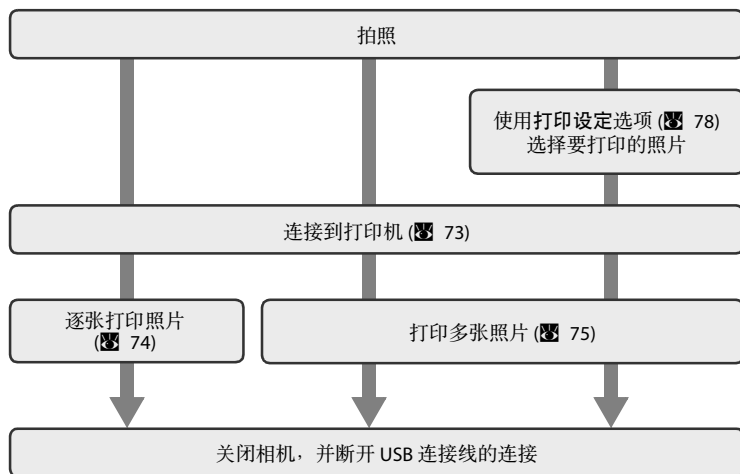 拍照
使用打印设定选项 ( 78)
选择要打印的照片
连接到打印机 ( 73)
逐张打印照片
( 74)
打印多张照片 ( 75)
关闭相机，并断开 USB 连接线的连接